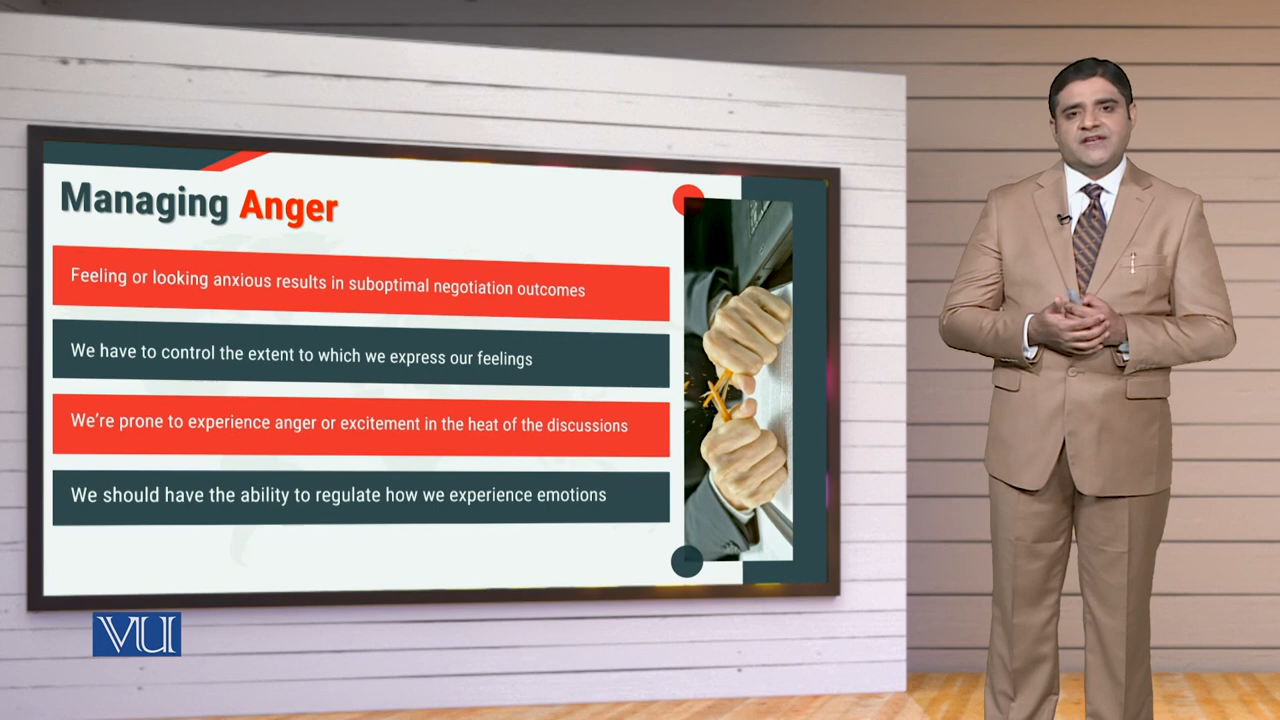 Managing Anger
Feeling or looking anxious results in suboptimal negotiation outcomes
We have to control the extent to which we express our feelings
We're prone to experience anger or excitement in the heat of the discussions
We should have the ability to regulate how we experience emotions
VU